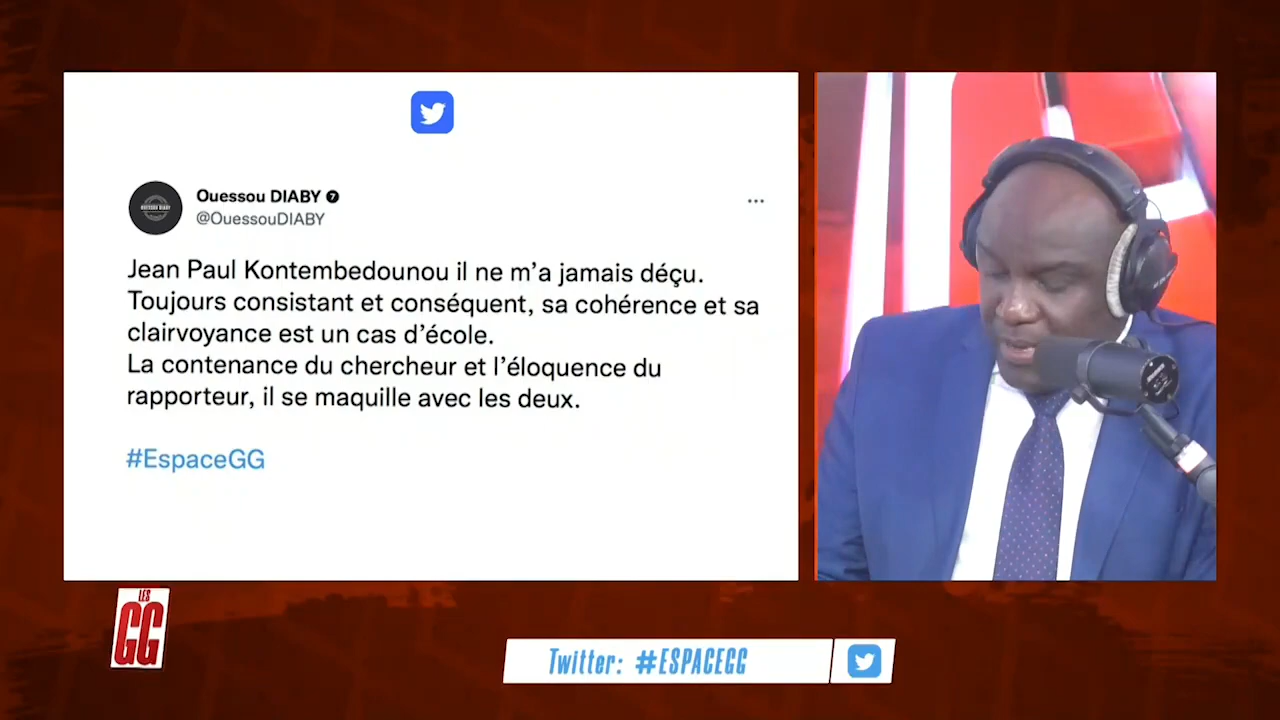 Ouessou DIABY
@OuessouDIABY
...
Jean Paul Kontembedounou il ne m'a jamais déçu.
Toujours consistant et conséquent, sa cohérence et sa
clairvoyance est un cas d'école.
La contenance du chercheur et l'éloquence du
rapporteur, il se maquille avec les deux.
#EspaceGG
LES
GG
Twitter: #ESPACEGG